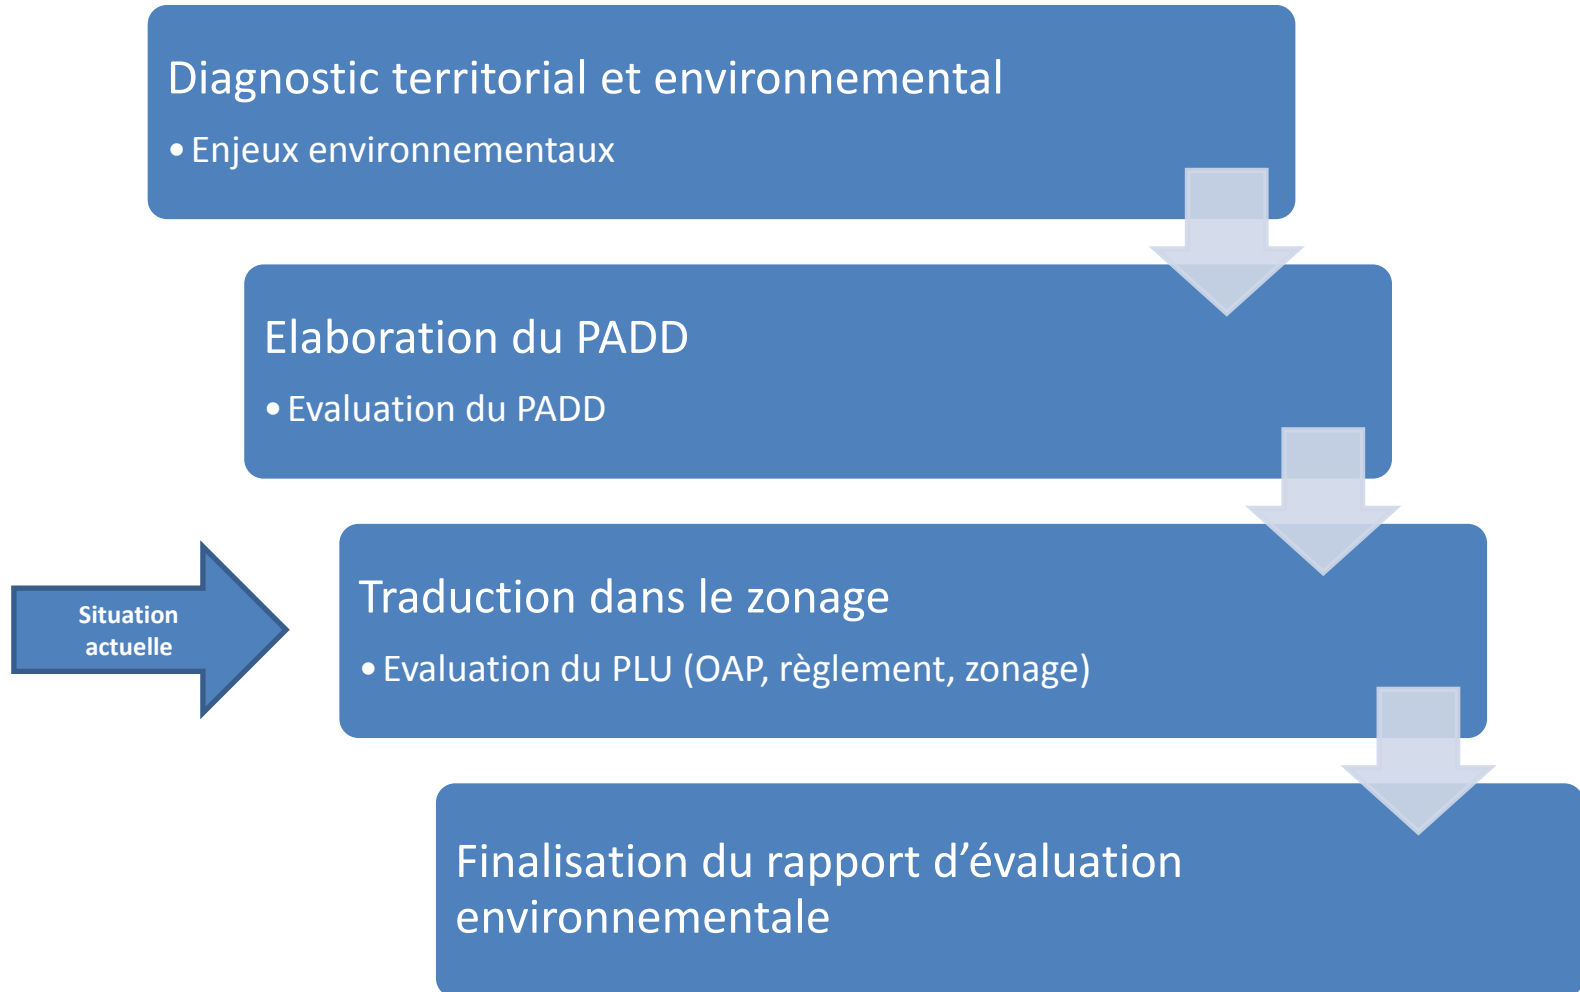 Diagnostic territorial et environnemental
• Enjeux environnementaux
Elaboration du PADD
• Evaluation du PADD
Situation
actuelle
Traduction dans le zonage
• Evaluation du PLU (OAP, règlement, zonage)
Finalisation du rapport d’évaluation
environnementale